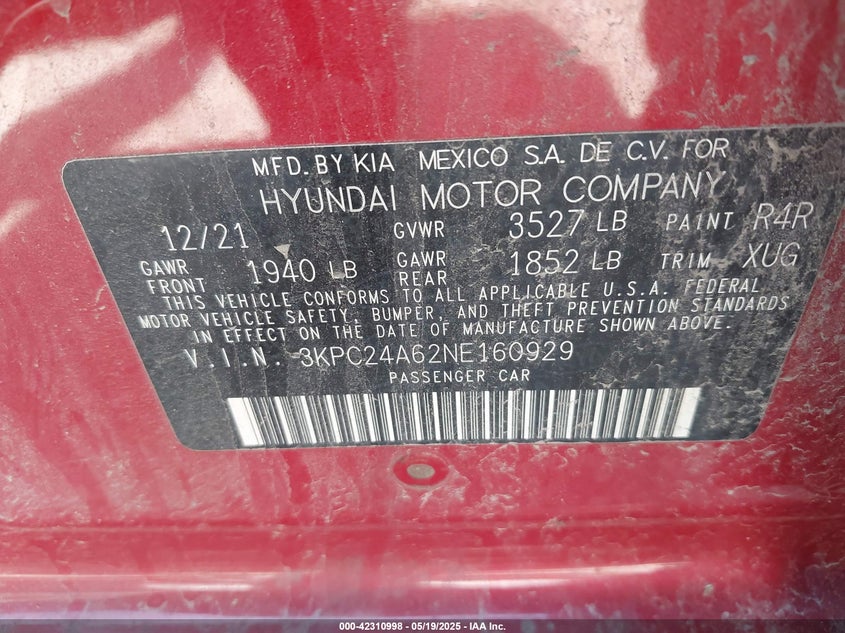 MFD. BY KIA MEXICO S.A. DE C.V. FOR
HYUNDAI MOTOR COMPANY
12/21 GVWR 3527 LB PAINT R4R
GAWR FRONT 1940 LB GAWR REAR 1852 LB TRIM XUG
THIS VEHICLE CONFORMS TO ALL APPLICABLE U.S.A. FEDERAL
MOTOR VEHICLE SAFETY, BUMPER, AND THEFT PREVENTION STANDARDS
IN EFFECT ON THE DATE OF MANUFACTURE SHOWN ABOVE.
V.I.N. 3KPC24A62NE160929
PASSENGER CAR
000-42310998 - 05/19/2025 - IAA Inc.